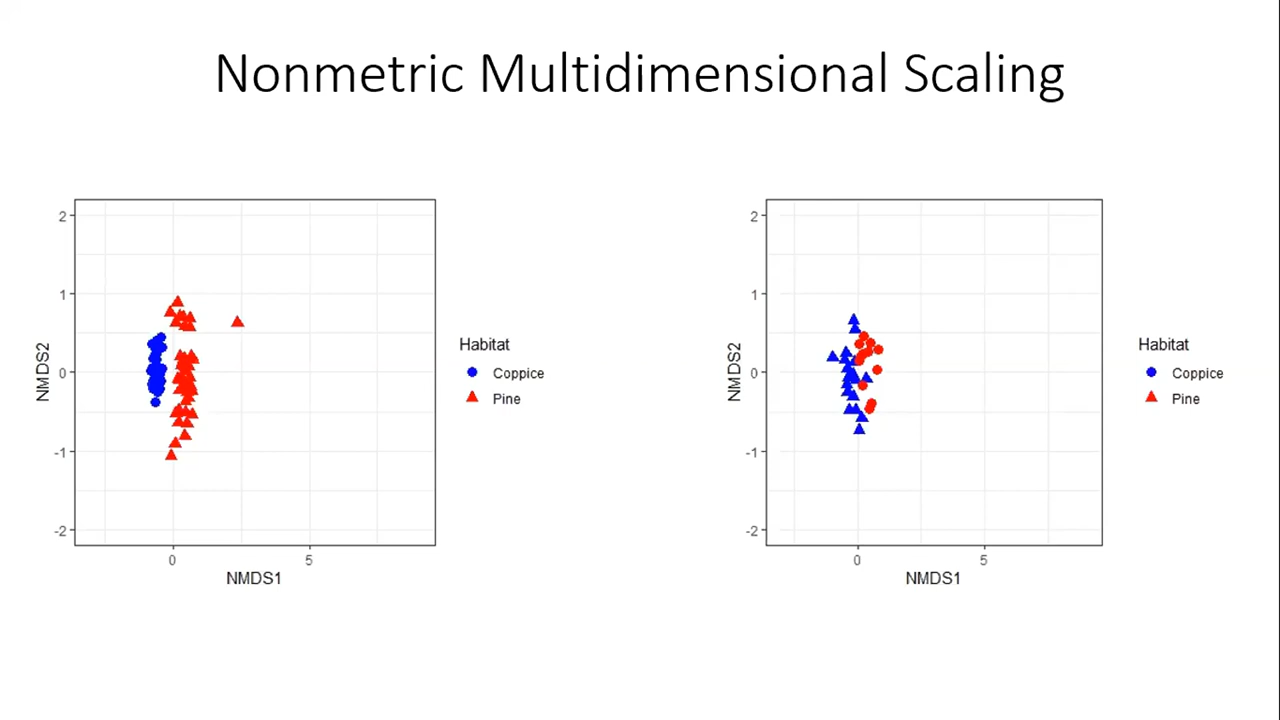 Nonmetric Multidimensional Scaling
2
1
0
-1
-2
NMDS2
0
5
NMDS1
Habitat
Coppice
Pine
2
1
0
-1
-2
NMDS2
0
5
NMDS1
Habitat
Coppice
Pine